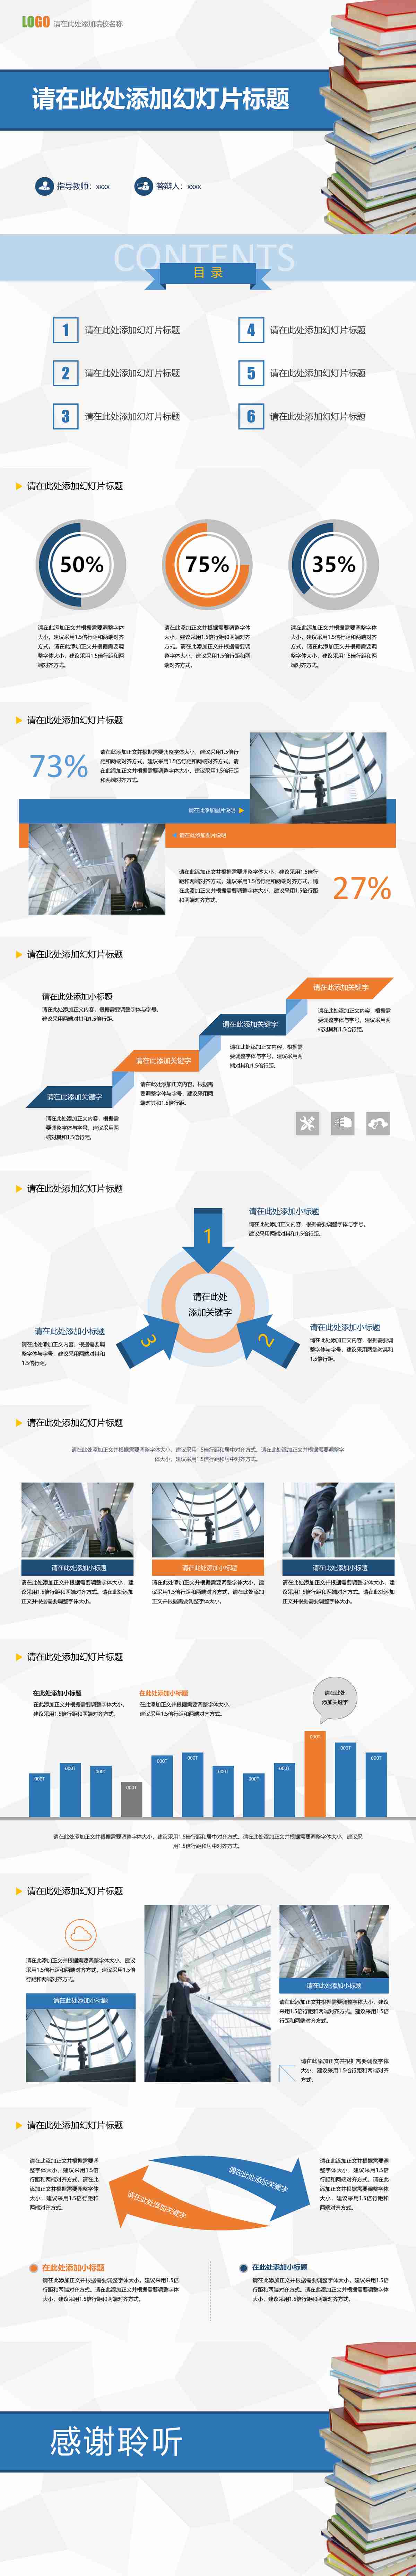 LOGO 请在此处添加院校名称
请在此处添加幻灯片标题
指导教师：xxxx
答辩人：xxxx
CONTENTS
目 录
1 请在此处添加幻灯片标题
4 请在此处添加幻灯片标题
2 请在此处添加幻灯片标题
5 请在此处添加幻灯片标题
3 请在此处添加幻灯片标题
6 请在此处添加幻灯片标题
请在此处添加幻灯片标题
50%
75%
35%
请在此添加正文并根据需要调整字体
大小，建议采用1.5倍行距和两端对齐
方式。请在此添加正文并根据需要调
整字体大小，建议采用1.5倍行距和两
端对齐方式。
请在此添加正文并根据需要调整字体
大小，建议采用1.5倍行距和两端对齐
方式。请在此添加正文并根据需要调
整字体大小，建议采用1.5倍行距和两
端对齐方式。
请在此添加正文并根据需要调整字体
大小，建议采用1.5倍行距和两端对齐
方式。请在此添加正文并根据需要调
整字体大小，建议采用1.5倍行距和两
端对齐方式。
请在此处添加幻灯片标题
73%
请在此添加正文并根据需要调整字体大小，建议采用1.5倍行
距和两端对齐方式。建议采用1.5倍行距和两端对齐方式。请
在此添加正文并根据需要调整字体大小，建议采用1.5倍行距
和两端对齐方式。
请在此添加图片说明
请在此添加图片说明
请在此添加正文并根据需要调整字体大小，建议采用1.5倍行
距和两端对齐方式。建议采用1.5倍行距和两端对齐方式。请
在此添加正文并根据需要调整字体大小，建议采用1.5倍行距
和两端对齐方式。
27%
请在此处添加幻灯片标题
请在此添加关键字
请在此处添加小标题
请在此处添加正文内容，根据需要调整字体与字号，
建议采用两端对其和1.5倍行距。
请在此处添加正文内容，根据需
要调整字体与字号，建议采用两
端对其和1.5倍行距。
请在此添加关键字
请在此处添加正文内容，根据需
要调整字体与字号，建议采用两
端对其和1.5倍行距。
请在此添加关键字
请在此处添加正文内容，根据需
要调整字体与字号，建议采用两
端对其和1.5倍行距。
请在此添加关键字
请在此处添加正文内容，根据需
要调整字体与字号，建议采用两
端对其和1.5倍行距。
请在此处添加幻灯片标题
1
请在此处添加小标题
请在此处添加正文内容，根据需要调整字体与字号，
建议采用两端对其和1.5倍行距。
请在此处
添加关键字
请在此处添加小标题
请在此处添加正文内容，根据需要调
整字体与字号，建议采用两端对其和
1.5倍行距。
3
2
请在此处添加小标题
请在此处添加正文内容，根据需要调
整字体与字号，建议采用两端对其和
1.5倍行距。
请在此处添加幻灯片标题
请在此处添加正文并根据需要调整字体大小，建议采用1.5倍行距和居中对齐方式。请在此处添加正文并根据需要调整字
体大小，建议采用1.5倍行距和居中对齐方式。
请在此处添加小标题
请在此处添加小标题
请在此处添加小标题
请在此处添加正文并根据需要调整字体大小，建
议采用1.5倍行距和两端对齐方式。请在此处添加
正文并根据需要调整字体大小。
请在此处添加正文并根据需要调整字体大小，建
议采用1.5倍行距和两端对齐方式。请在此处添加
正文并根据需要调整字体大小。
请在此处添加正文并根据需要调整字体大小，建
议采用1.5倍行距和两端对齐方式。请在此处添加
正文并根据需要调整字体大小。
请在此处添加幻灯片标题
在此处添加小标题
在此添加正文并根据需要调整字体大小，
建议采用1.5倍行距和两端对齐方式。
在此处添加小标题
在此添加正文并根据需要调整字体大小，
建议采用1.5倍行距和两端对齐方式。
请在此处
添加关键字
000T
000T
000T
000T
000T
000T
000T
000T
000T
000T
000T
000T
请在此处添加正文并根据需要调整字体大小，建议采用1.5倍行距和居中对齐方式。请在此处添加正文并根据需要调整字体大小，建议采
用1.5倍行距和居中对齐方式。
请在此处添加幻灯片标题
请在此添加正文并根据需要调整字体大小，建议
采用1.5倍行距和两端对齐方式。建议采用1.5倍
行距和两端对齐方式。
请在此处添加小标题
请在此处添加小标题
请在此添加正文并根据需要调整字体大小，建议
采用1.5倍行距和两端对齐方式。建议采用1.5倍
行距和两端对齐方式。
请在此添加正文并根据需要调整字体
大小，建议采用1.5倍行距和两端对齐
方式。
请在此处添加幻灯片标题
请在此添加正文并根据需要调
整字体大小，建议采用1.5倍
行距和两端对齐方式。请在此
添加正文并根据需要调整字体
大小，建议采用1.5倍行距和
两端对齐方式。
请在此处添加关键字
请在此处添加关键字
请在此添加正文并根据需要调
整字体大小，建议采用1.5倍
行距和两端对齐方式。请在此
添加正文并根据需要调整字体
大小，建议采用1.5倍行距和
两端对齐方式。
在此处添加小标题
请在此添加正文并根据需要调整字体大小，建议采用1.5倍
行距和两端对齐方式。请在此添加正文并根据需要调整字体
大小，建议采用1.5倍行距和两端对齐方式。
在此处添加小标题
请在此添加正文并根据需要调整字体大小，建议采用1.5倍
行距和两端对齐方式。请在此添加正文并根据需要调整字体
大小，建议采用1.5倍行距和两端对齐方式。
感谢聆听